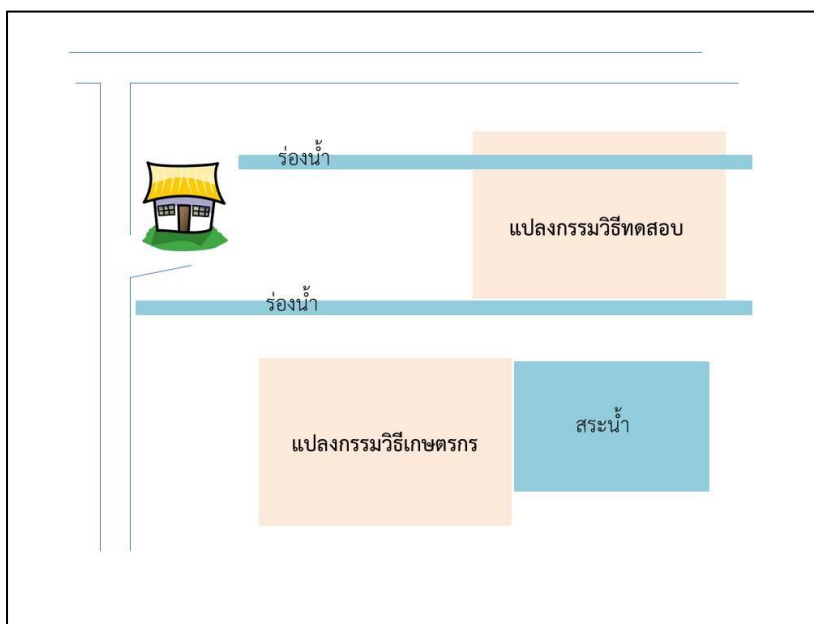 ร่องน้ำ
แปลงกรรมวิธีทดสอบ
ร่องน้ำ
แปลงกรรมวิธีเกษตรกร
สระน้ำ